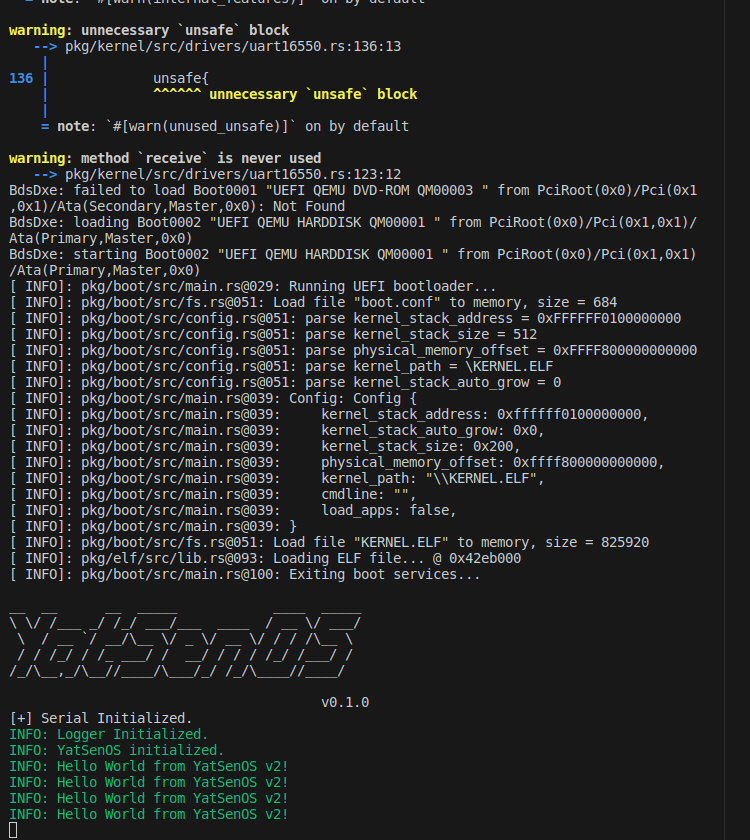 = note: `#[warn(internal_features)]` on by default
warning: unnecessary `unsafe` block
--> pkg/kernel/src/drivers/uart16550.rs:136:13
|
136 |             unsafe{
|             ^^^^^^ unnecessary `unsafe` block
|
= note: `#[warn(unused_unsafe)]` on by default
warning: method `receive` is never used
--> pkg/kernel/src/drivers/uart16550.rs:123:12
BdsDxe: failed to load Boot0001 "UEFI QEMU DVD-ROM QM00003 " from PciRoot(0x0)/Pci(0x1
,0x1)/Ata(Secondary,Master,0x0): Not Found
BdsDxe: loading Boot0002 "UEFI QEMU HARDDISK QM00001 " from PciRoot(0x0)/Pci(0x1,0x1)/
Ata(Primary,Master,0x0)
BdsDxe: starting Boot0002 "UEFI QEMU HARDDISK QM00001 " from PciRoot(0x0)/Pci(0x1,0x1)
/Ata(Primary,Master,0x0)
[ INFO]: pkg/boot/src/main.rs@029: Running UEFI bootloader...
[ INFO]: pkg/boot/src/fs.rs@051: Load file "boot.conf" to memory, size = 684
[ INFO]: pkg/boot/src/config.rs@051: parse kernel_stack_address = 0xFFFFFF0100000000
[ INFO]: pkg/boot/src/config.rs@051: parse kernel_stack_size = 512
[ INFO]: pkg/boot/src/config.rs@051: parse physical_memory_offset = 0xFFFF800000000000
[ INFO]: pkg/boot/src/config.rs@051: parse kernel_path = \KERNEL.ELF
[ INFO]: pkg/boot/src/config.rs@051: parse kernel_stack_auto_grow = 0
[ INFO]: pkg/boot/src/main.rs@039: Config: Config {
[ INFO]: pkg/boot/src/main.rs@039:     kernel_stack_address: 0xffffff0100000000,
[ INFO]: pkg/boot/src/main.rs@039:     kernel_stack_auto_grow: 0x0,
[ INFO]: pkg/boot/src/main.rs@039:     kernel_stack_size: 0x200,
[ INFO]: pkg/boot/src/main.rs@039:     physical_memory_offset: 0xffff800000000000,
[ INFO]: pkg/boot/src/main.rs@039:     kernel_path: "\\KERNEL.ELF",
[ INFO]: pkg/boot/src/main.rs@039:     cmdline: "",
[ INFO]: pkg/boot/src/main.rs@039:     load_apps: false,
[ INFO]: pkg/boot/src/main.rs@039: }
[ INFO]: pkg/boot/src/fs.rs@051: Load file "KERNEL.ELF" to memory, size = 825920
[ INFO]: pkg/elf/src/lib.rs@093: Loading ELF file... @ 0x42eb000
[ INFO]: pkg/boot/src/main.rs@100: Exiting boot services...
YatSenOS
v0.1.0
[+] Serial Initialized.
INFO: Logger Initialized.
INFO: YatSenOS initialized.
INFO: Hello World from YatSenOS v2!
INFO: Hello World from YatSenOS v2!
INFO: Hello World from YatSenOS v2!
INFO: Hello World from YatSenOS v2!